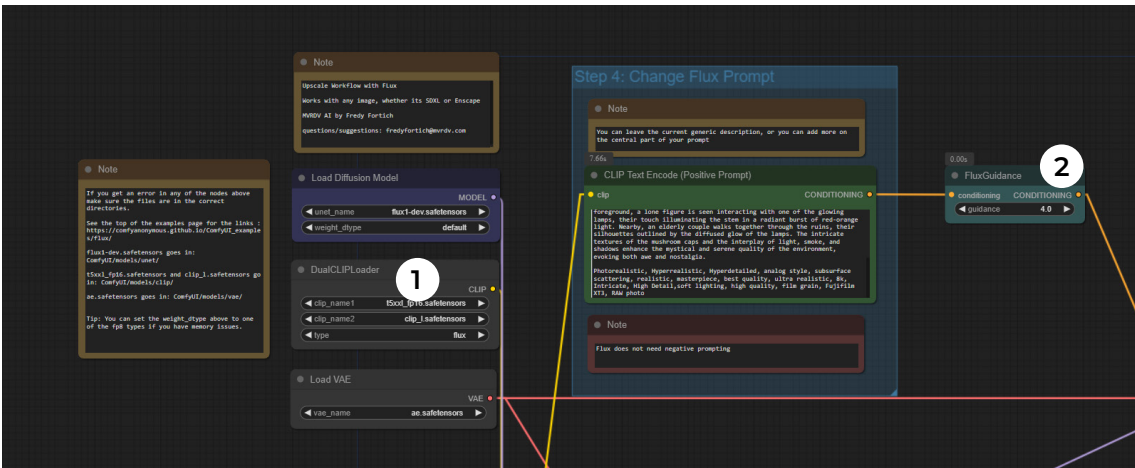 Note
Upscale Workflow with FLux
Works with any image, whether its SDXL or Enscape
MVRDV AI by Fredy Fortich
questions/suggestions: fredyfortich@mvrdv.com
Note
If you get an error in any of the nodes above
make sure the files are in the correct
directories.
See the top of the examples page for the links :
https://comfyanonymous.github.io/ComfyUI_example
s/flux/
flux1-dev.safetensors goes in:
ComfyUI/models/unet/
t5xxl_fp16.safetensors and clip_l.safetensors go
in: ComfyUI/models/clip/
ae.safetensors goes in: ComfyUI/models/vae/
Tip: You can set the weight_dtype above to one
of the fp8 types if you have memory issues.
Load Diffusion Model
MODEL
unet_name flux1-dev.safetensors
weight_dtype default
DualCLIPLoader
1
CLIP
clip_name1 t5xxl_fp16.safetensors
clip_name2 clip_l.safetensors
type flux
Load VAE
VAE
vae_name ae.safetensors
Step 4: Change Flux Prompt
Note
You can leave the current generic description, or you can add more on
the central part of your prompt
7.66s
CLIP Text Encode (Positive Prompt)
clip CONDITIONING
foreground, a lone figure is seen interacting with one of the glowing
lamps, their touch illuminating the stem in a radiant burst of red-orange
light. Nearby, an elderly couple walks together through the ruins, their
silhouettes outlined by the diffused glow of the lamps. The intricate
textures of the mushroom caps and the interplay of light, smoke, and
shadows enhance the mystical and serene quality of the environment,
evoking both awe and nostalgia.
Photorealistic, Hyperrealistic, Hyperdetailed, analog style, subsurface
scattering, realistic, masterpiece, best quality, ultra realistic, 8k,
Intricate, High Detail,soft lighting, high quality, film grain, Fujifilm
XT3, RAW photo
Note
Flux does not need negative prompting
0.00s
2
FluxGuidance
conditioning CONDITIONING
guidance 4.0